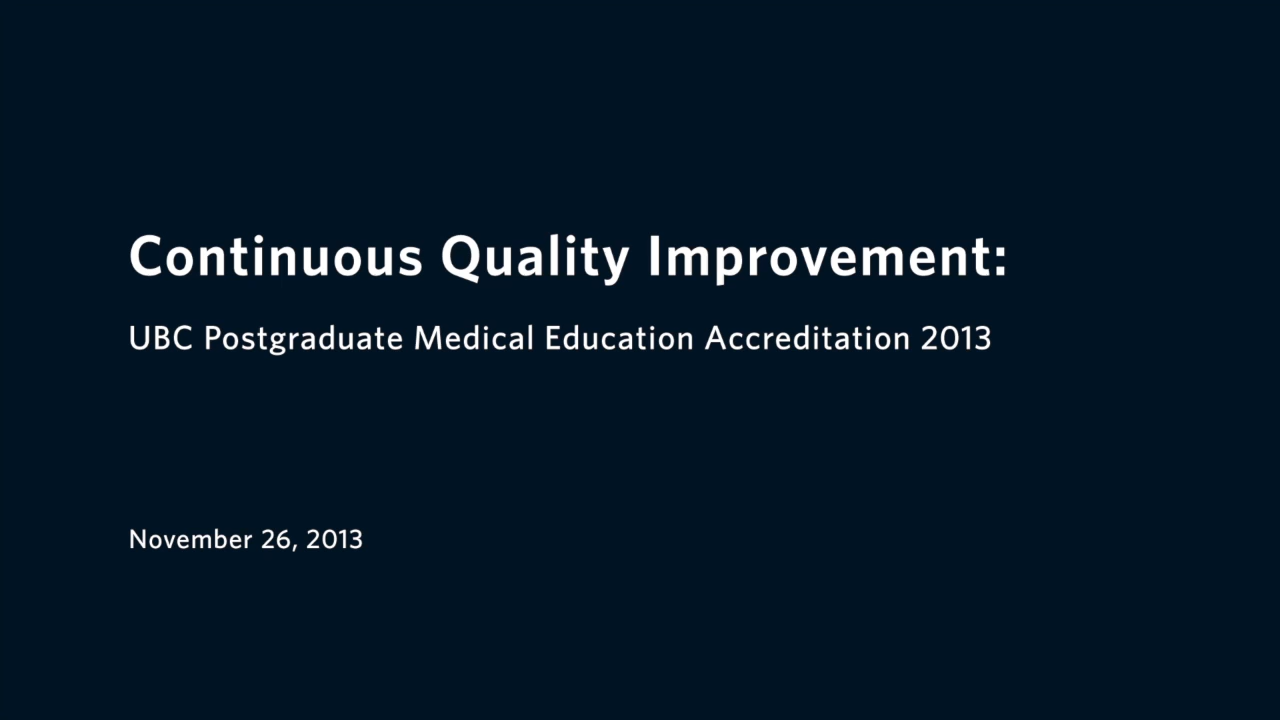 Continuous Quality Improvement:
UBC Postgraduate Medical Education Accreditation 2013
November 26, 2013